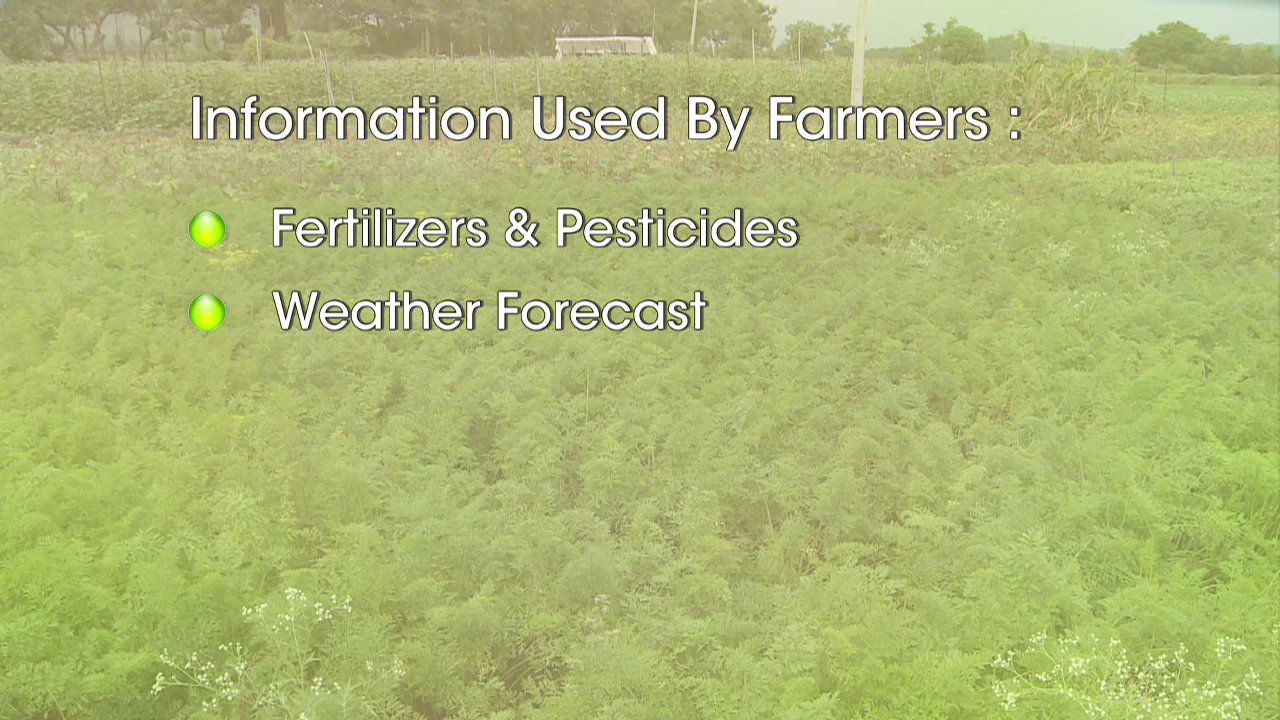 Information Used By Farmers :
Fertilizers & Pesticides
Weather Forecast